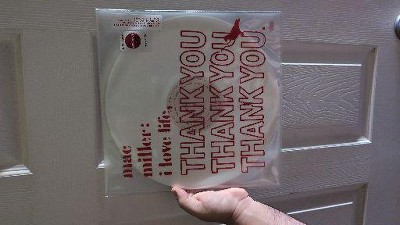 mac
miller:
i love life,
THANK YOU
THANK YOU
THANK YOU.